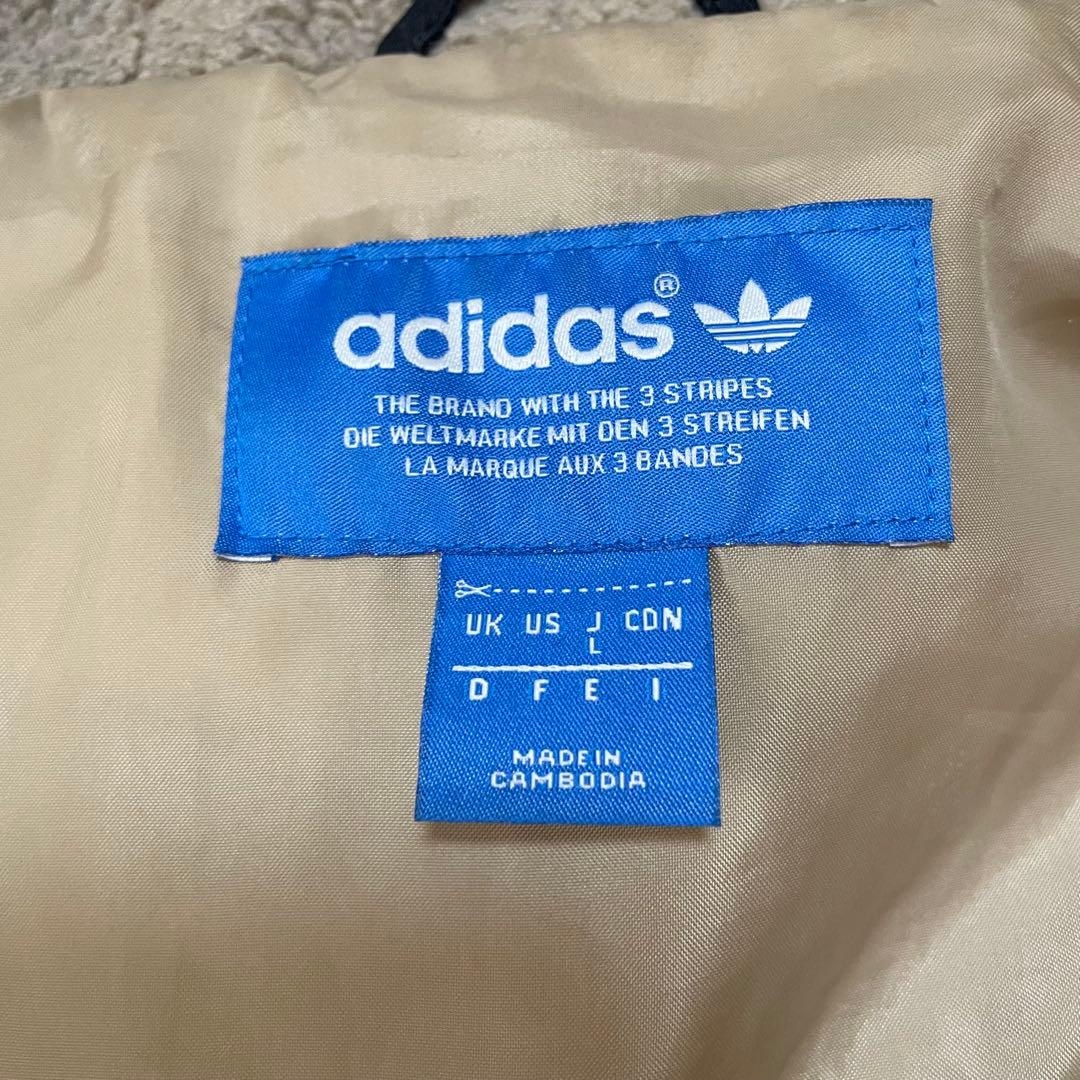 adidas®
THE BRAND WITH THE 3 STRIPES
DIE WELTMARKE MIT DEN 3 STREIFEN
LA MARQUE AUX 3 BANDES
UK US J CDN
L
D F E I
MADE IN
CAMBODIA